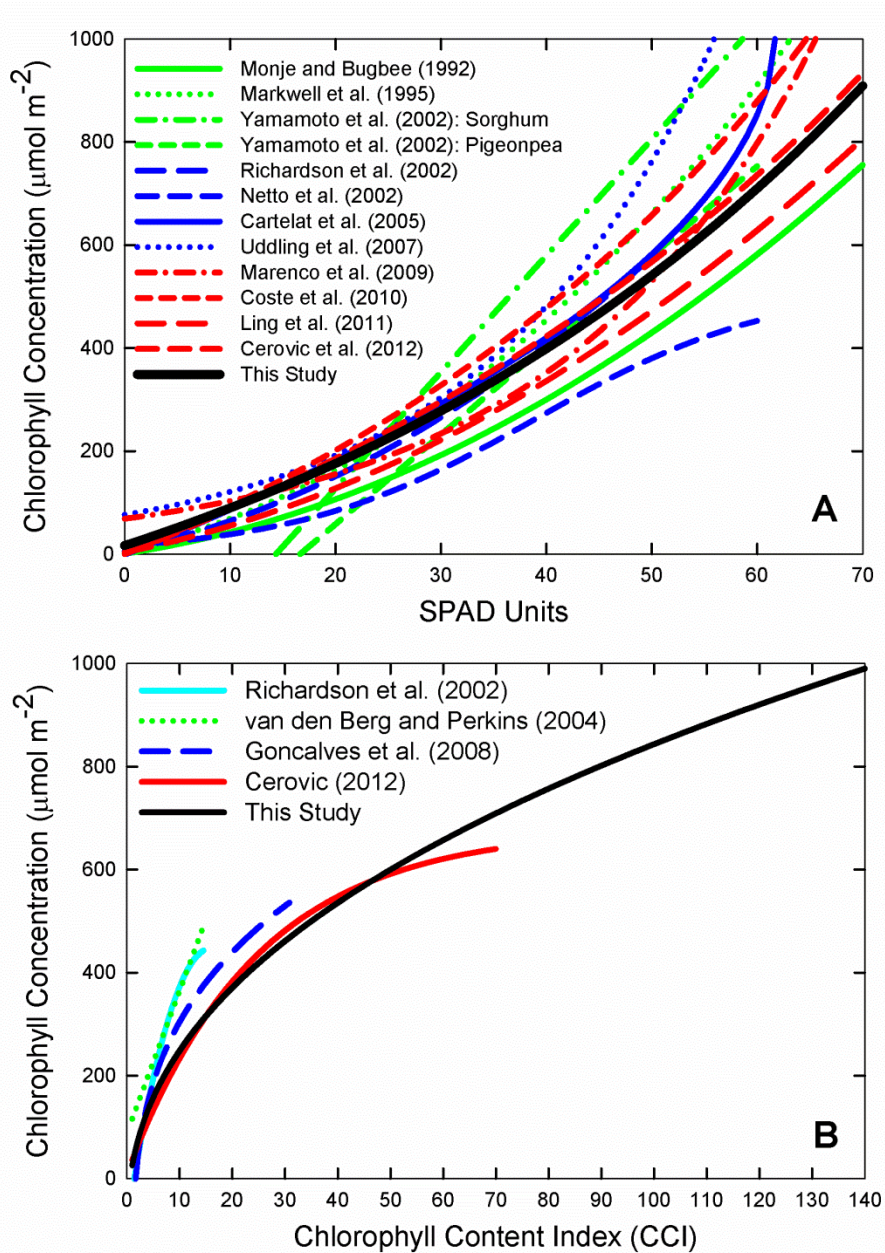 1000
800
600
400
200
0
Chlorophyll Concentration (μmol m-2)
Monje and Bugbee (1992)
Markwell et al. (1995)
Yamamoto et al. (2002): Sorghum
Yamamoto et al. (2002): Pigeonpea
Richardson et al. (2002)
Netto et al. (2002)
Cartelat et al. (2005)
Uddling et al. (2007)
Marenco et al. (2009)
Coste et al. (2010)
Ling et al. (2011)
Cerovic et al. (2012)
This Study
A
0 10 20 30 40 50 60 70
SPAD Units
1000
800
600
400
200
0
Chlorophyll Concentration (μmol m-2)
Richardson et al. (2002)
van den Berg and Perkins (2004)
Goncalves et al. (2008)
Cerovic (2012)
This Study
B
0 10 20 30 40 50 60 70 80 90 100 110 120 130 140
Chlorophyll Content Index (CCI)